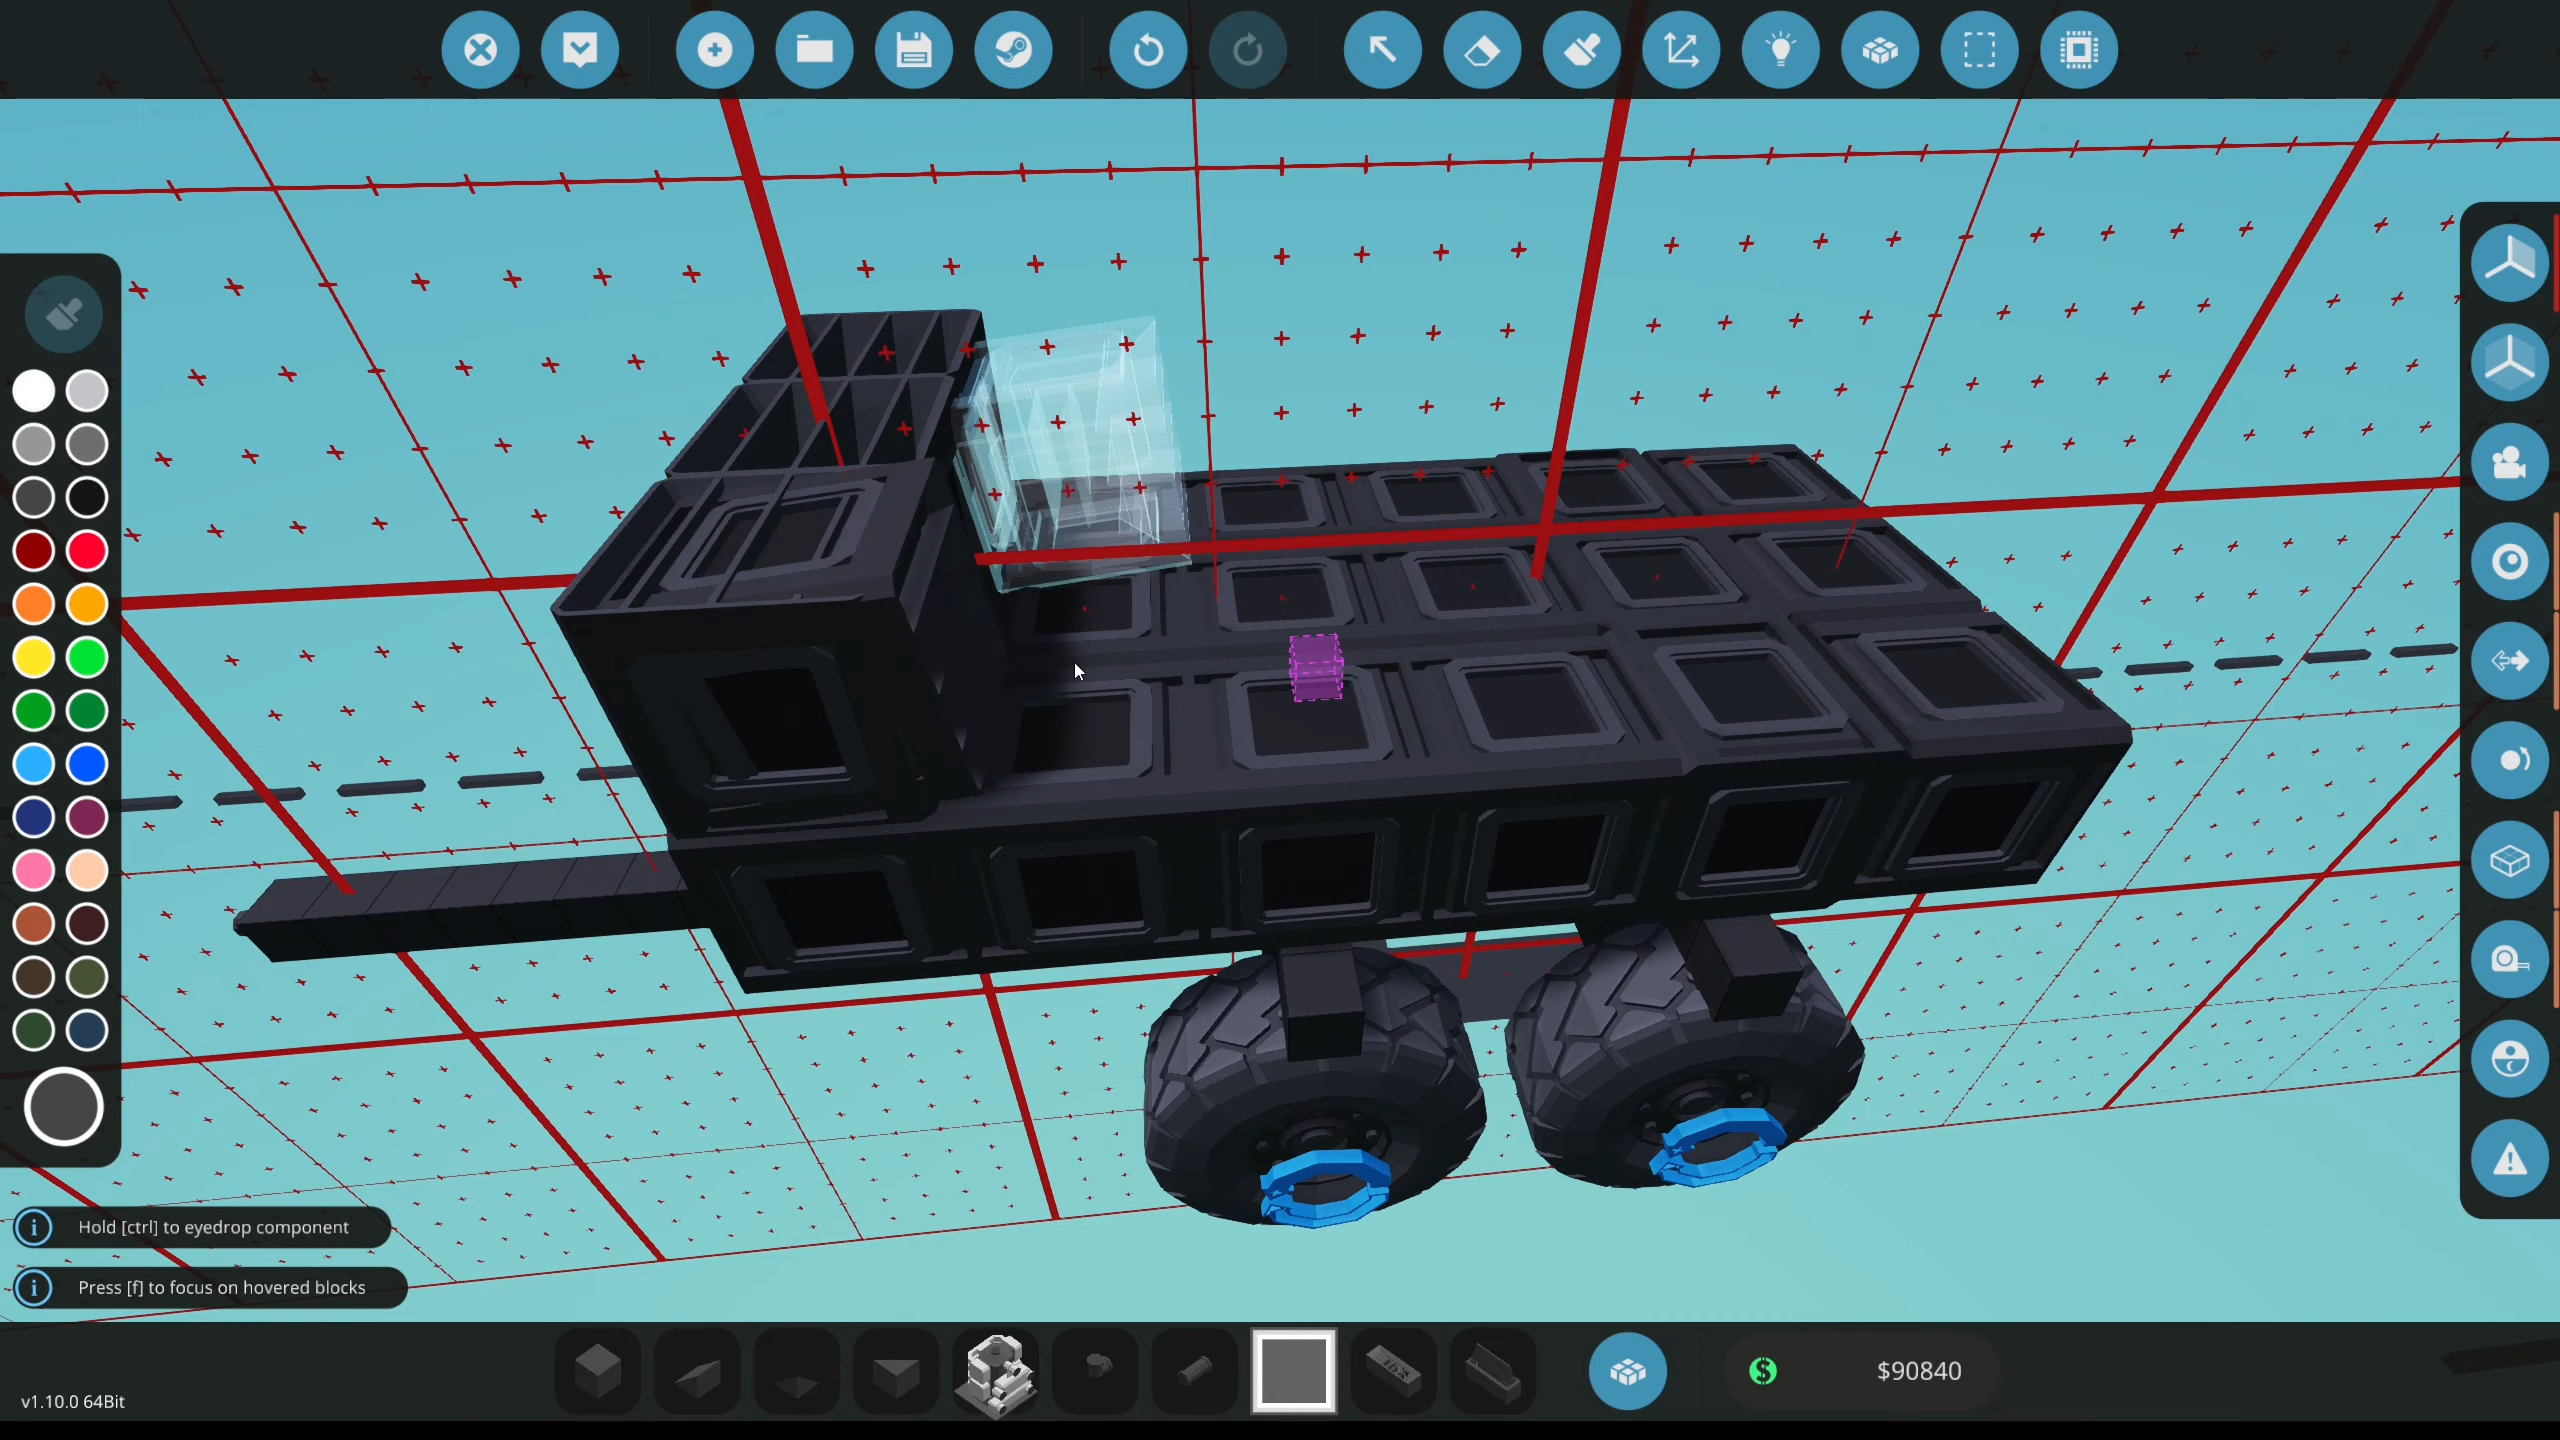 Hold [ctrl] to eyedrop component
Press [f] to focus on hovered blocks
v1.10.0 64Bit
$90840